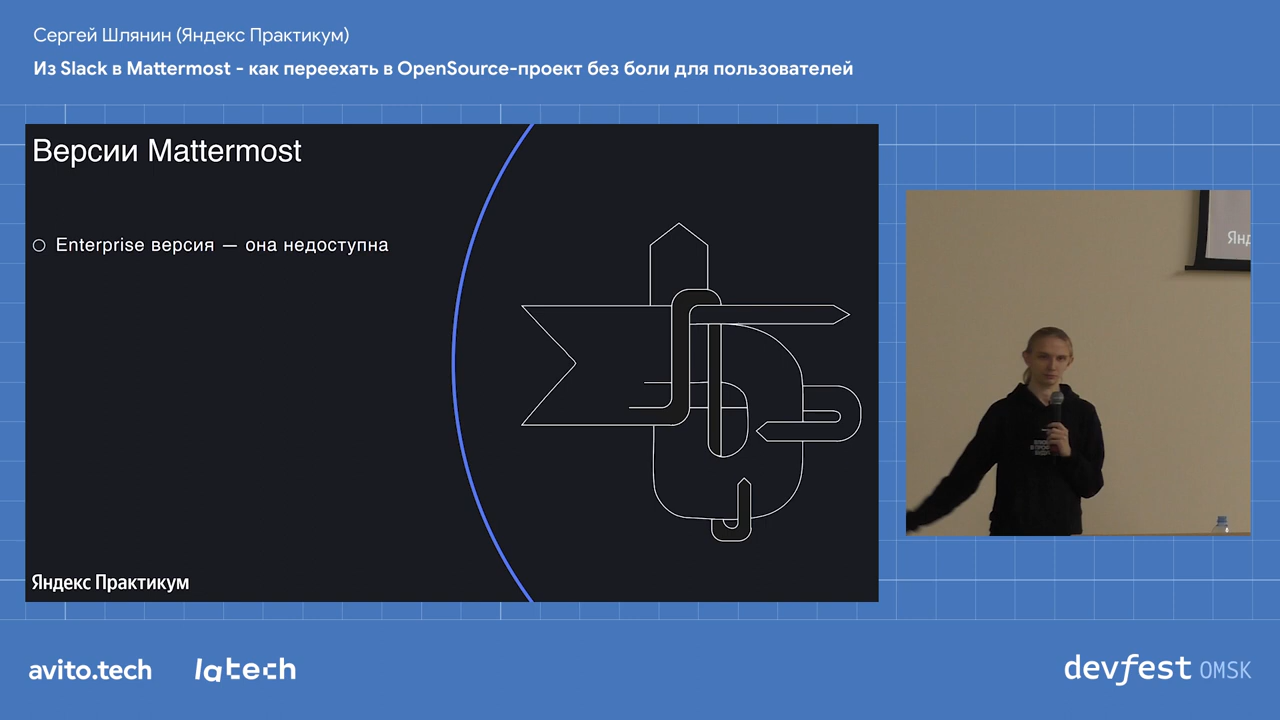 Сергей Шлянин (Яндекс Практикум)
Из Slack в Mattermost - как переехать в OpenSource-проект без боли для пользователей
Версии Mattermost
Enterprise версия — она недоступна
Яндекс Практикум
avito.tech
latech
devfest OMSK